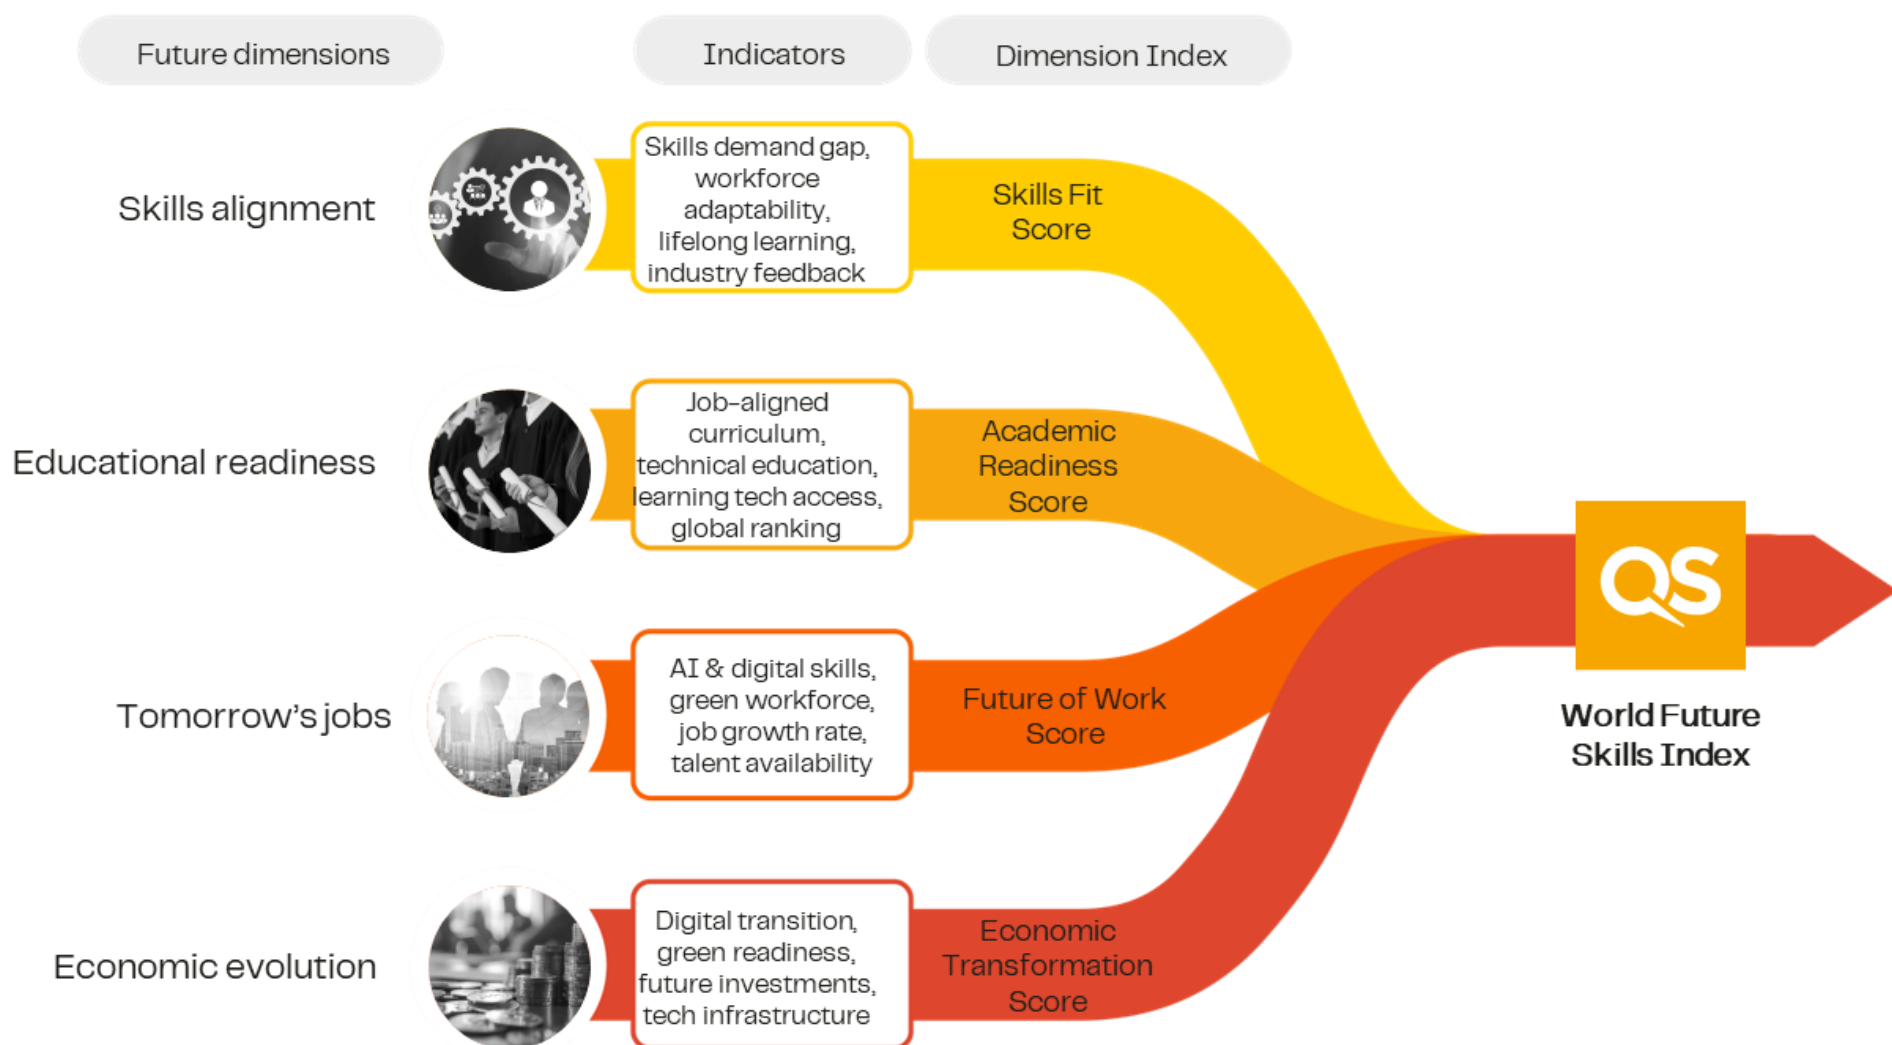 Future dimensions
Indicators
Dimension Index
Skills alignment
Skills demand gap,
workforce
adaptability,
lifelong learning,
industry feedback
Skills Fit
Score
Educational readiness
Job-aligned
curriculum,
technical education,
learning tech access,
global ranking
Academic
Readiness
Score
Tomorrow's jobs
AI & digital skills,
green workforce,
job growth rate,
talent availability
Future of Work
Score
Economic evolution
Digital transition,
green readiness,
future investments,
tech infrastructure
Economic
Transformation
Score
QS
World Future
Skills Index